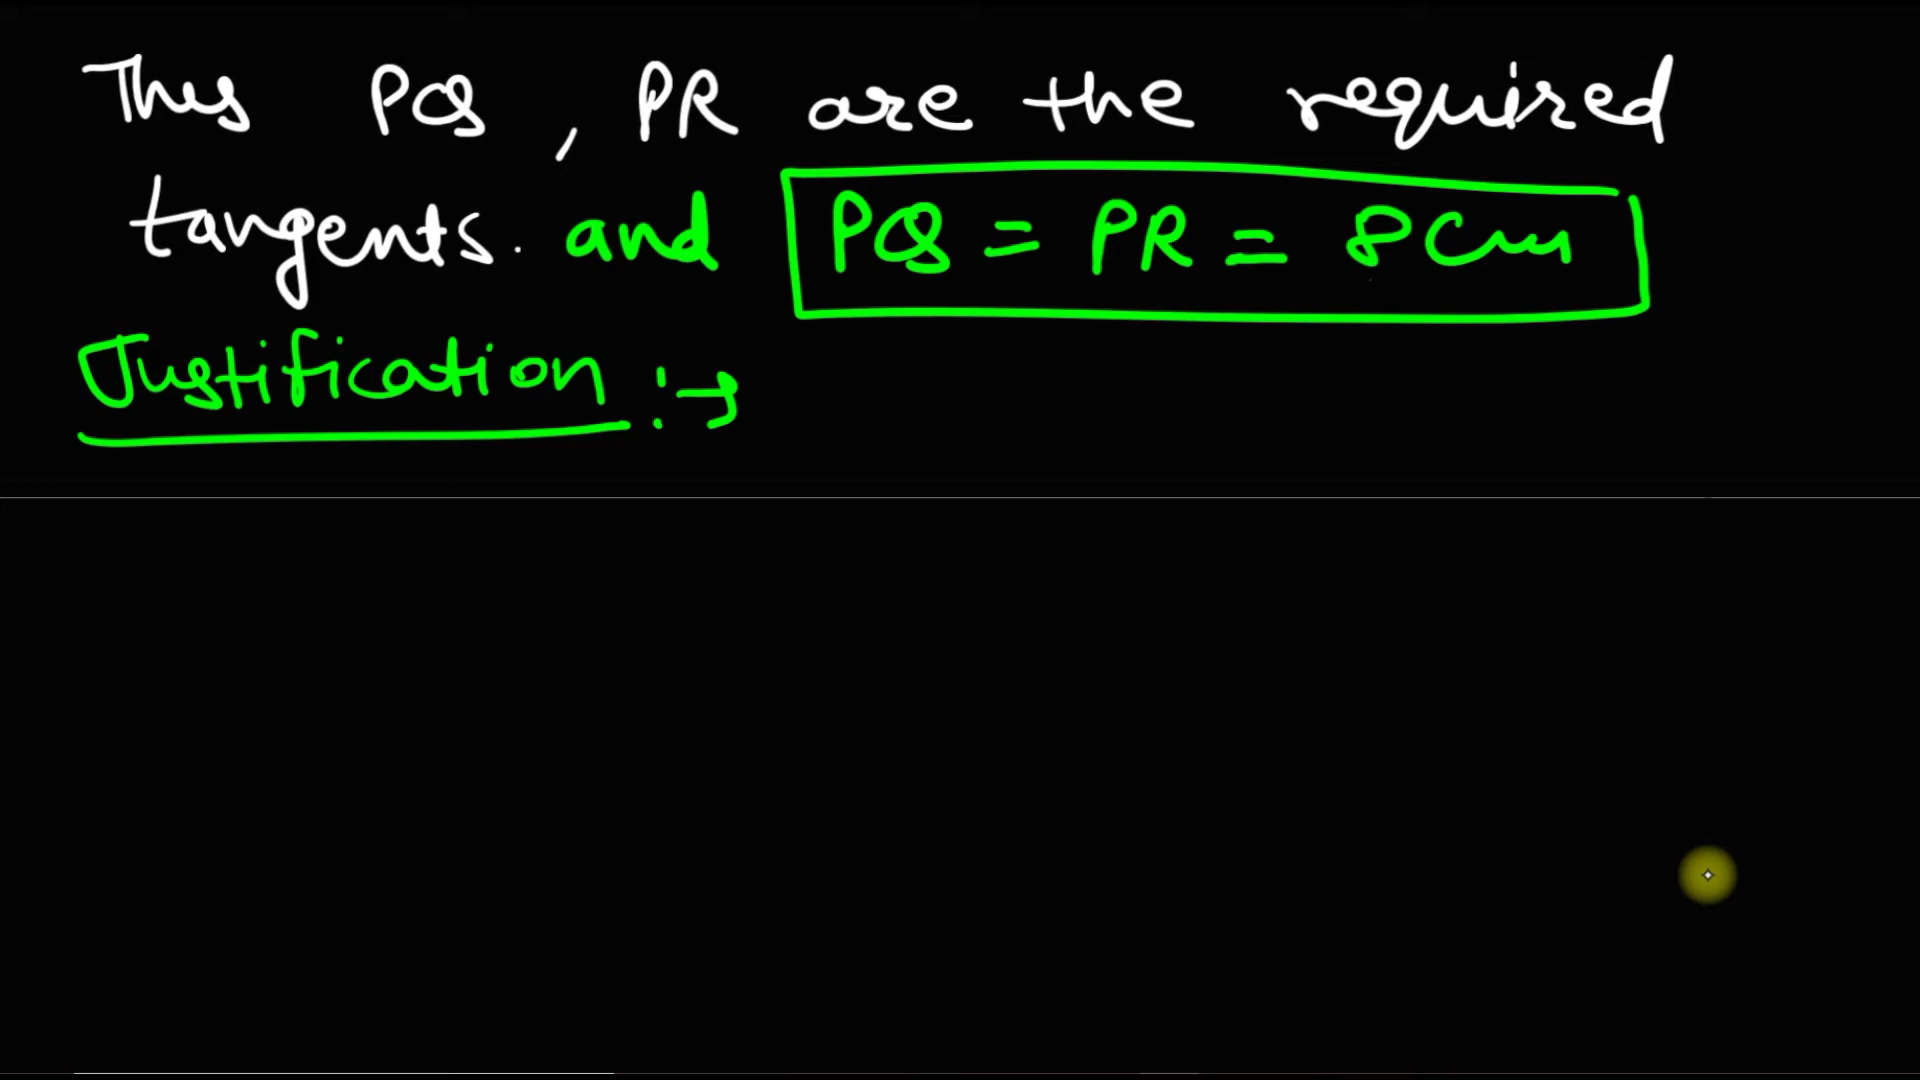 Thus PQ, PR are the required
tangents. and PQ = PR = 8cm
Justification :→